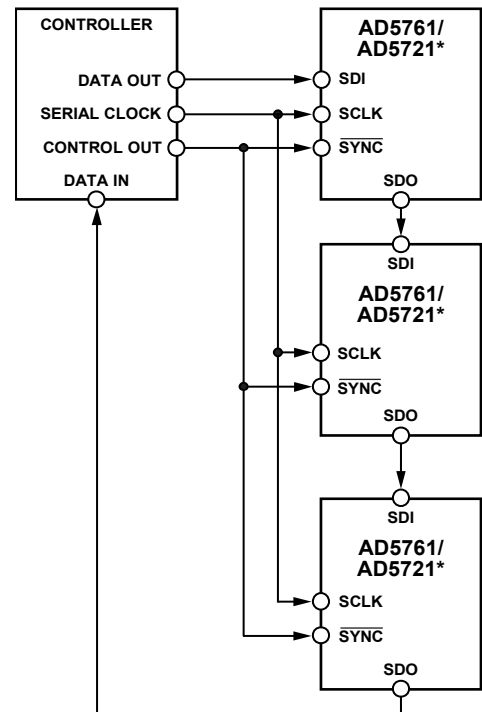 CONTROLLER
DATA OUT
SERIAL CLOCK
CONTROL OUT
DATA IN
AD5761/
AD5721*
SDI
SCLK
SYNC
SDO
SDI
AD5761/
AD5721*
SCLK
SYNC
SDO
SDI
AD5761/
AD5721*
SCLK
SYNC
SDO